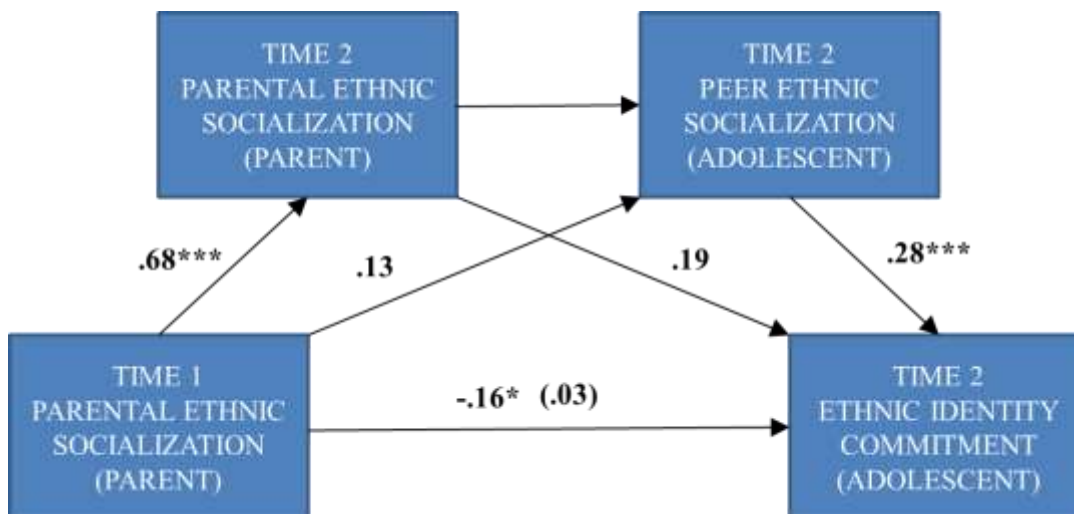 TIME 2
PARENTAL ETHNIC
SOCIALIZATION
(PARENT)
TIME 2
PEER ETHNIC
SOCIALIZATION
(ADOLESCENT)
.68***
.13
.19
.28***
TIME 1
PARENTAL ETHNIC
SOCIALIZATION
(PARENT)
-.16* (.03)
TIME 2
ETHNIC IDENTITY
COMMITMENT
(ADOLESCENT)